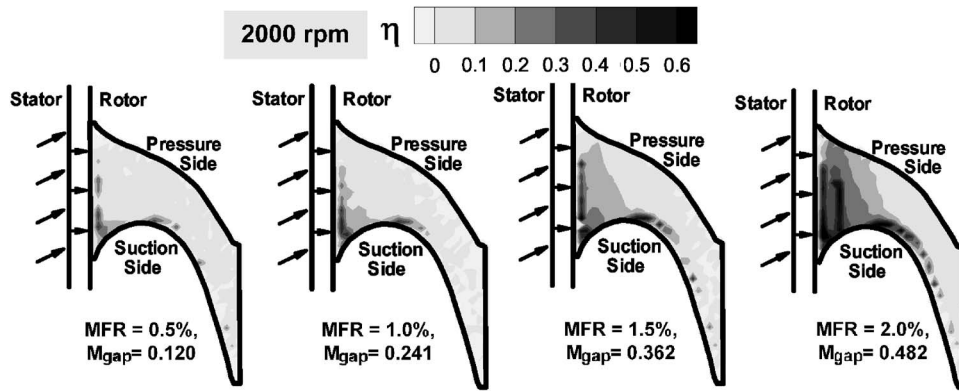 2000 rpm η
0 0.1 0.2 0.3 0.4 0.5 0.6
Stator Rotor
Pressure
Side
Suction
Side
MFR = 0.5%,
Mgap= 0.120
Stator Rotor
Pressure
Side
Suction
Side
MFR = 1.0%,
Mgap= 0.241
Stator Rotor
Pressure
Side
Suction
Side
MFR = 1.5%,
Mgap= 0.362
Stator Rotor
Pressure
Side
Suction
Side
MFR = 2.0%,
Mgap= 0.482